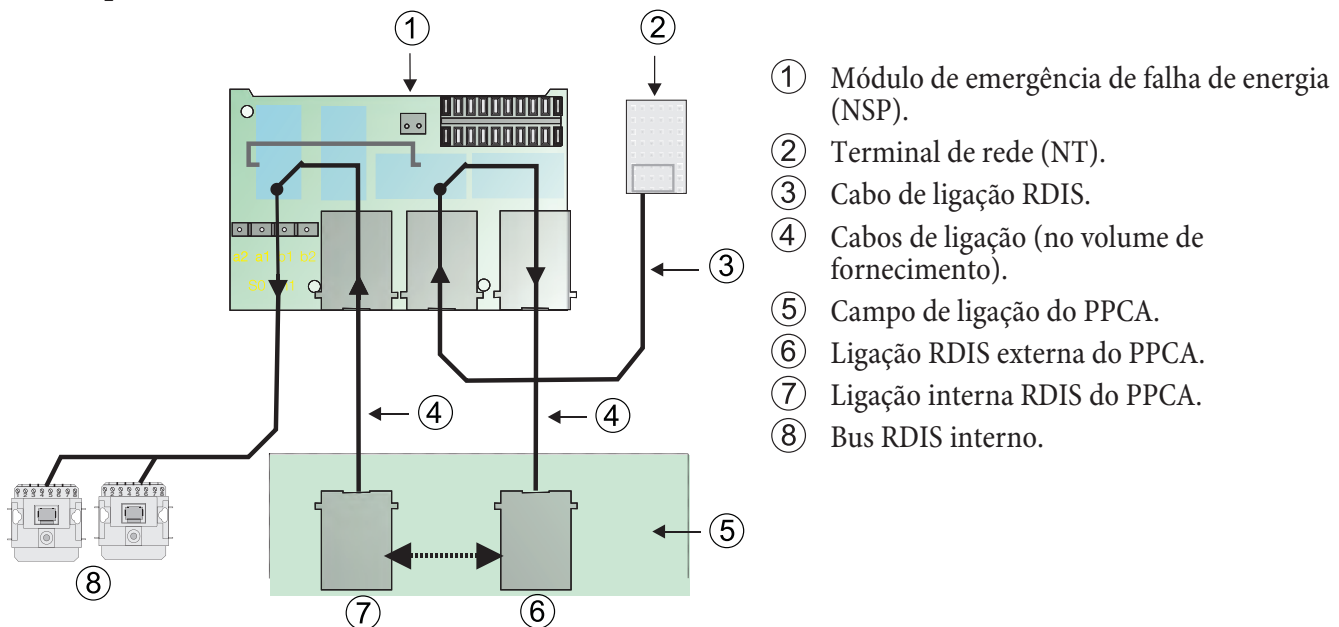 1
2
a2 a1 b1 b2
3
4
4
5
8
7
6
1 Módulo de emergência de falha de energia
(NSP).
2 Terminal de rede (NT).
3 Cabo de ligação RDIS.
4 Cabos de ligação (no volume de
fornecimento).
5 Campo de ligação do PPCA.
6 Ligação RDIS externa do PPCA.
7 Ligação interna RDIS do PPCA.
8 Bus RDIS interno.